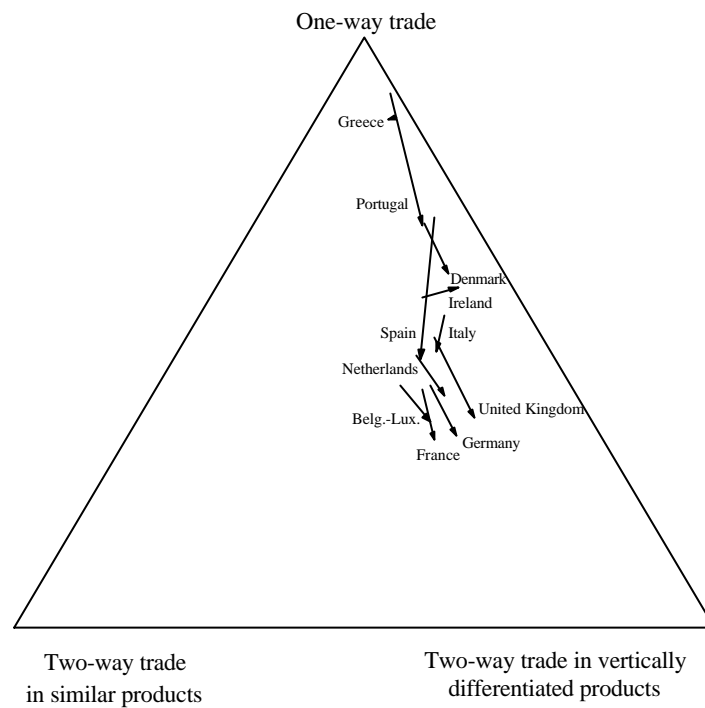 One-way trade
Greece
Portugal
Denmark
Ireland
Spain
Italy
Netherlands
United Kingdom
Belg.-Lux.
Germany
France
Two-way trade
in similar products
Two-way trade in vertically
differentiated products